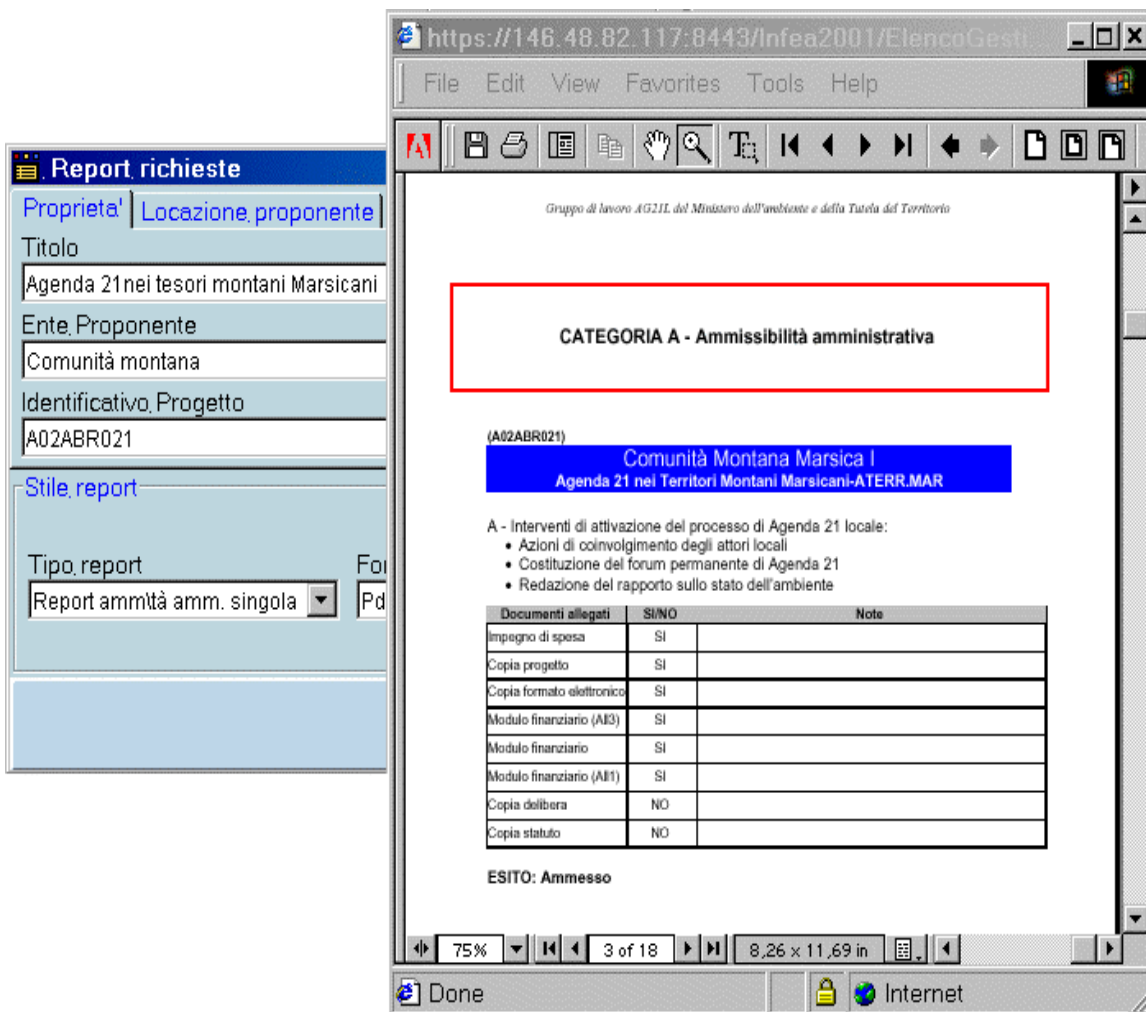 Report richieste
Proprieta' Locazione proponente
Titolo
Agenda 21 nei tesori montani Marsicani
Ente Proponente
Comunità montana
Identificativo Progetto
A02ABR021
Stile report
Tipo report
Report amm\tà amm. singola Pd
https://146.48.82.117:8443/Infea2001/ElencoGesti
File Edit View Favorites Tools Help
Gruppo di lavoro AG21L del Ministero dell'ambiente e della Tutela del Territorio
CATEGORIA A - Ammissibilità amministrativa
(A02ABR021)
Comunità Montana Marsica I
Agenda 21 nei Territori Montani Marsicani-ATERR.MAR
A - Interventi di attivazione del processo di Agenda 21 locale:
• Azioni di coinvolgimento degli attori locali
• Costituzione del forum permanente di Agenda 21
• Redazione del rapporto sullo stato dell'ambiente
Documenti allegati SI/NO Note
Impegno di spesa SI
Copia progetto SI
Copia formato elettronico SI
Modulo finanziario (All3) SI
Modulo finanziario SI
Modulo finanziario (All1) SI
Copia delibera NO
Copia statuto NO
ESITO: Ammesso
75% 3 of 18 8,26 x 11,69 in
Done Internet